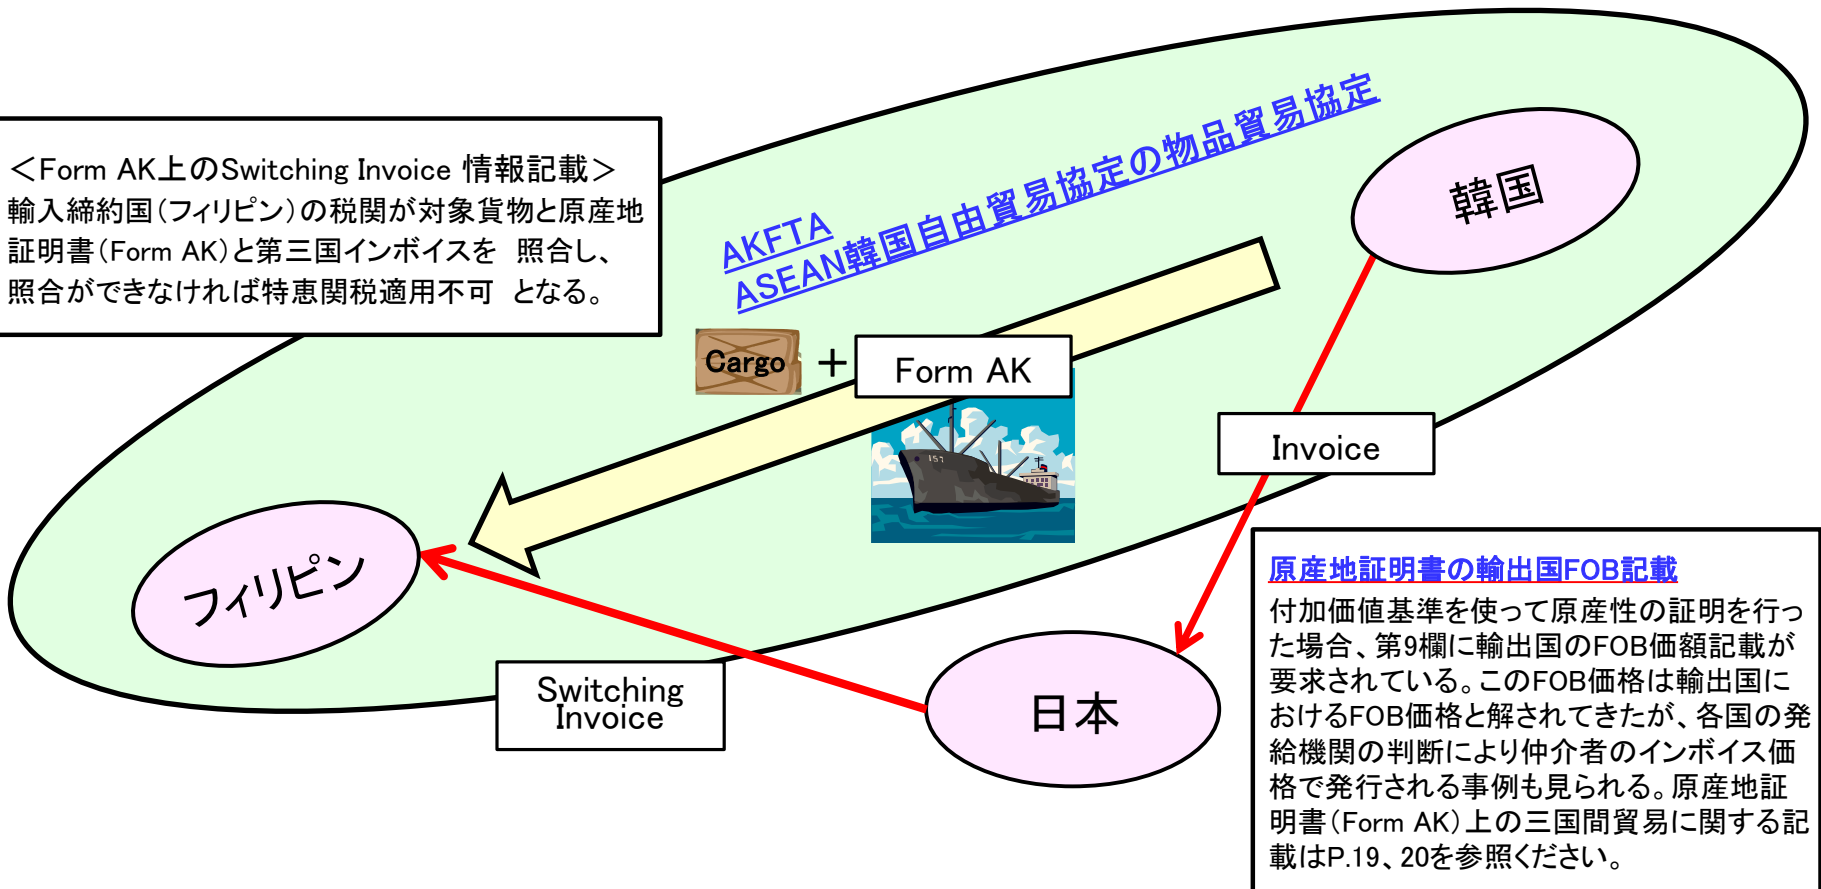 AKFTA
ASEAN韓国自由貿易協定の物品貿易協定
韓国
＜Form AK上のSwitching Invoice 情報記載＞
輸入締約国（フィリピン）の税関が対象貨物と原産地
証明書（Form AK）と第三国インボイスを 照合し、
照合ができなければ特恵関税適用不可 となる。
Cargo
＋
Form AK
157
Invoice
フィリピン
Switching
Invoice
日本
原産地証明書の輸出国FOB記載
付加価値基準を使って原産性の証明を行っ
た場合、第9欄に輸出国のFOB価額記載が
要求されている。このFOB価格は輸出国に
おけるFOB価格と解されてきたが、各国の発
給機関の判断により仲介者のインボイス価
格で発行される事例も見られる。原産地証
明書（Form AK）上の三国間貿易に関する記
載はP.19、20を参照ください。